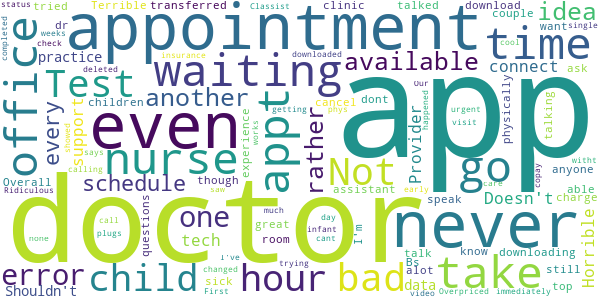 status
tried
Terrible
dr
transferred
Classist
clinic
talked
download
couple
want
single
idea
completed
weeks
practice
check
deleted
appointment
insurance
downloaded
cool
time
office
Test
waiting
available
connect
ask
every
support
children
another
cancel
dont
Our
happened
physically
done
talking
even
appt
rather
Provider
app
anyone
Overall
says
calling
showed
nurse
experience
getting
works
phys
urgent
visit
Not
go
copay
witht
Ridiculous
schedule
though
saw
assistant
early
care
Doesn't
able
charge
doctor
one
much
great
speak
never
none
call
plugs
questions
tech
day
room
infant
cant
I'm
talk
know
downloading
Horrible
error
child
I've
changed
First
sick
hour
trying
bad
Bs
alot
data
video
take
still
top
Shouldn't
Overpriced
immediately